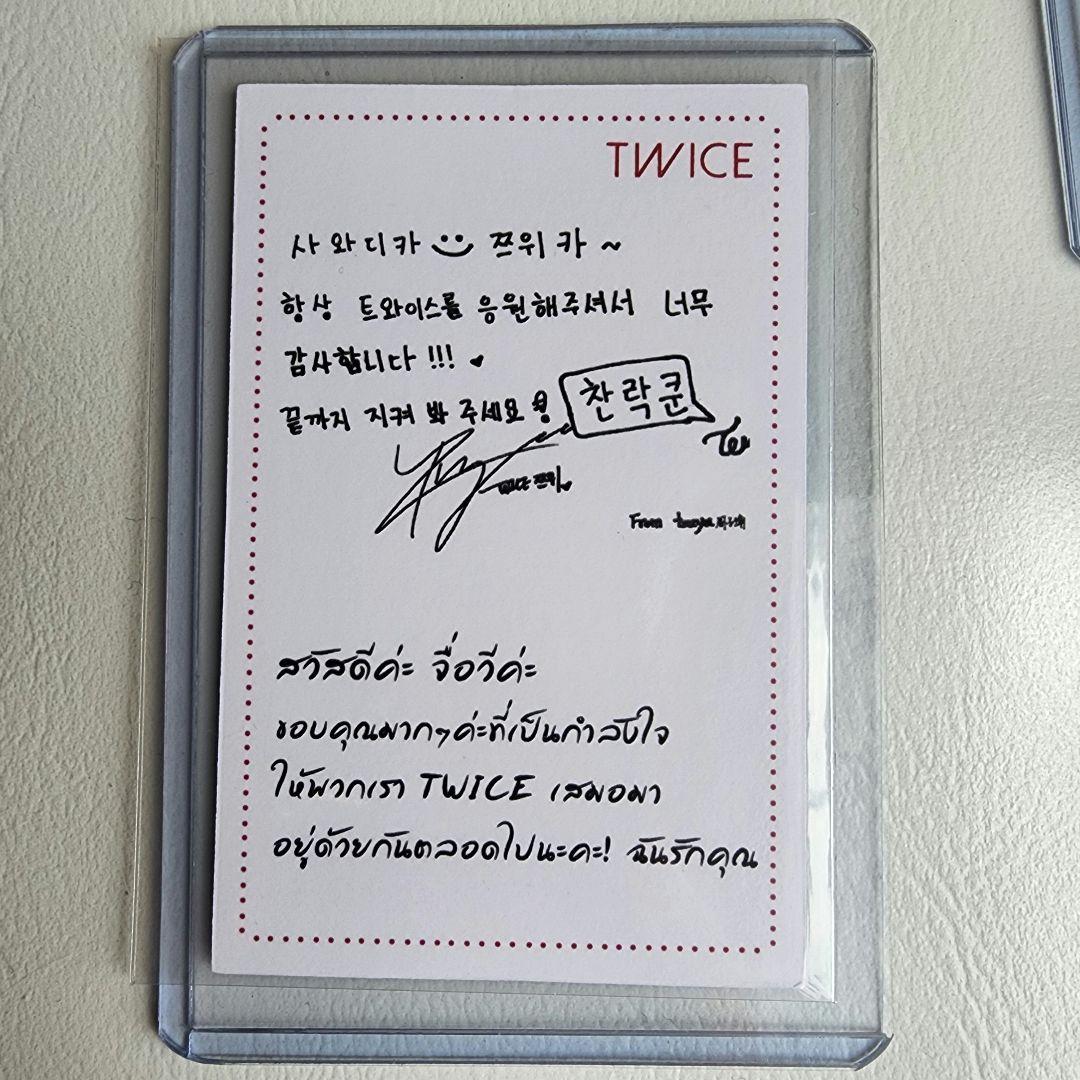 TWICE
사와디카 쯔위카 ~
항상 트와이스를 응원해주셔서 너무
감사합니다 !!!
끝까지 지켜 봐 주세요
찬락쿤
쯔위
From tzuyu
สวัสดีค่ะ จื่อวีค่ะ
ขอบคุณมากๆค่ะที่เป็นกำลังใจ
ให้พวกเรา TWICE เสมอมา
อยู่ด้วยกันตลอดไปนะคะ! ฉันรักคุณ